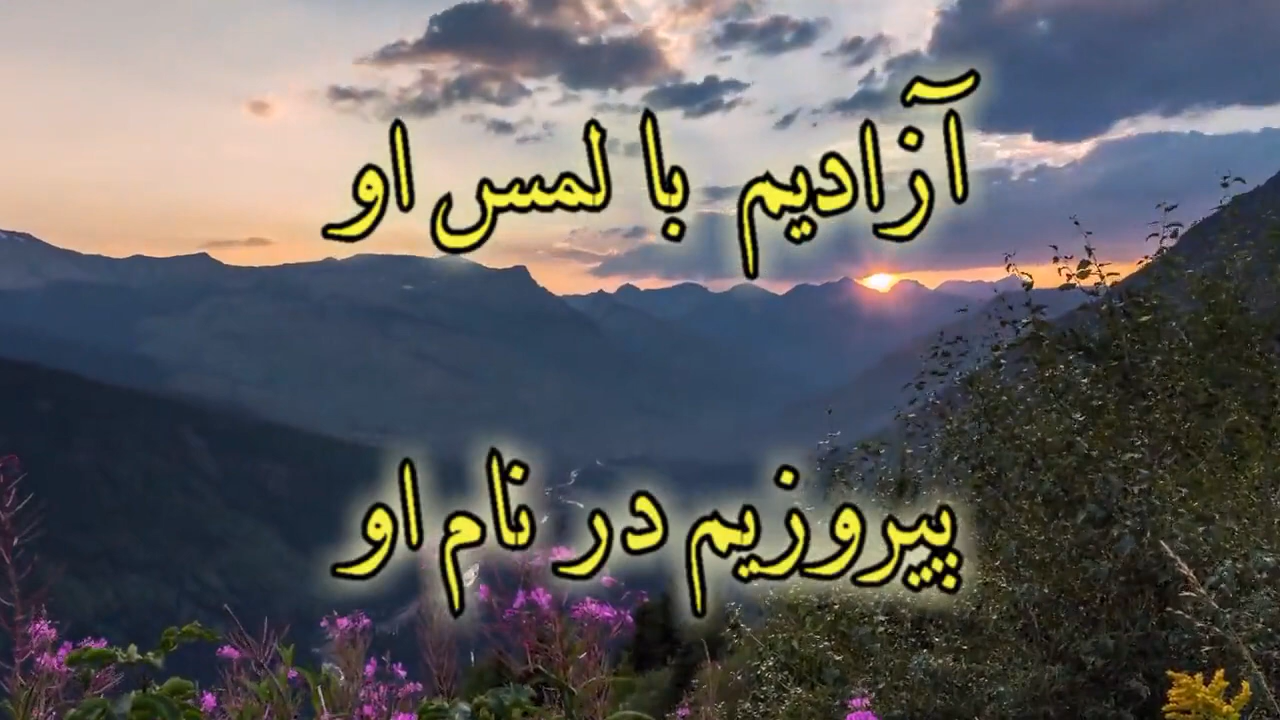 آزادیم با لمس او
پیروزیم در نام او